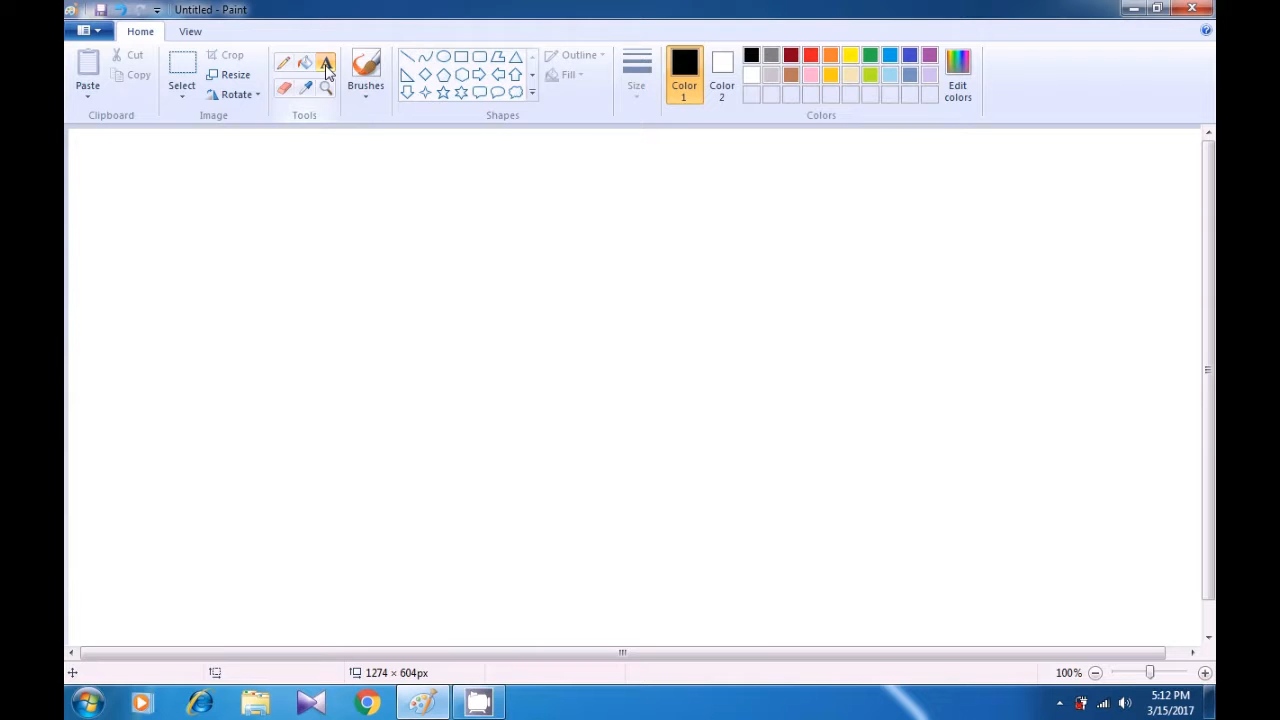 Untitled - Paint
Home View
Paste
Cut
Copy
Clipboard
Select
Crop
Resize
Rotate
Image
A
Tools
Brushes
Outline
Fill
Shapes
Size
Color 1
Color 2
Edit colors
Colors
1274 × 604px
100%
5:12 PM
3/15/2017